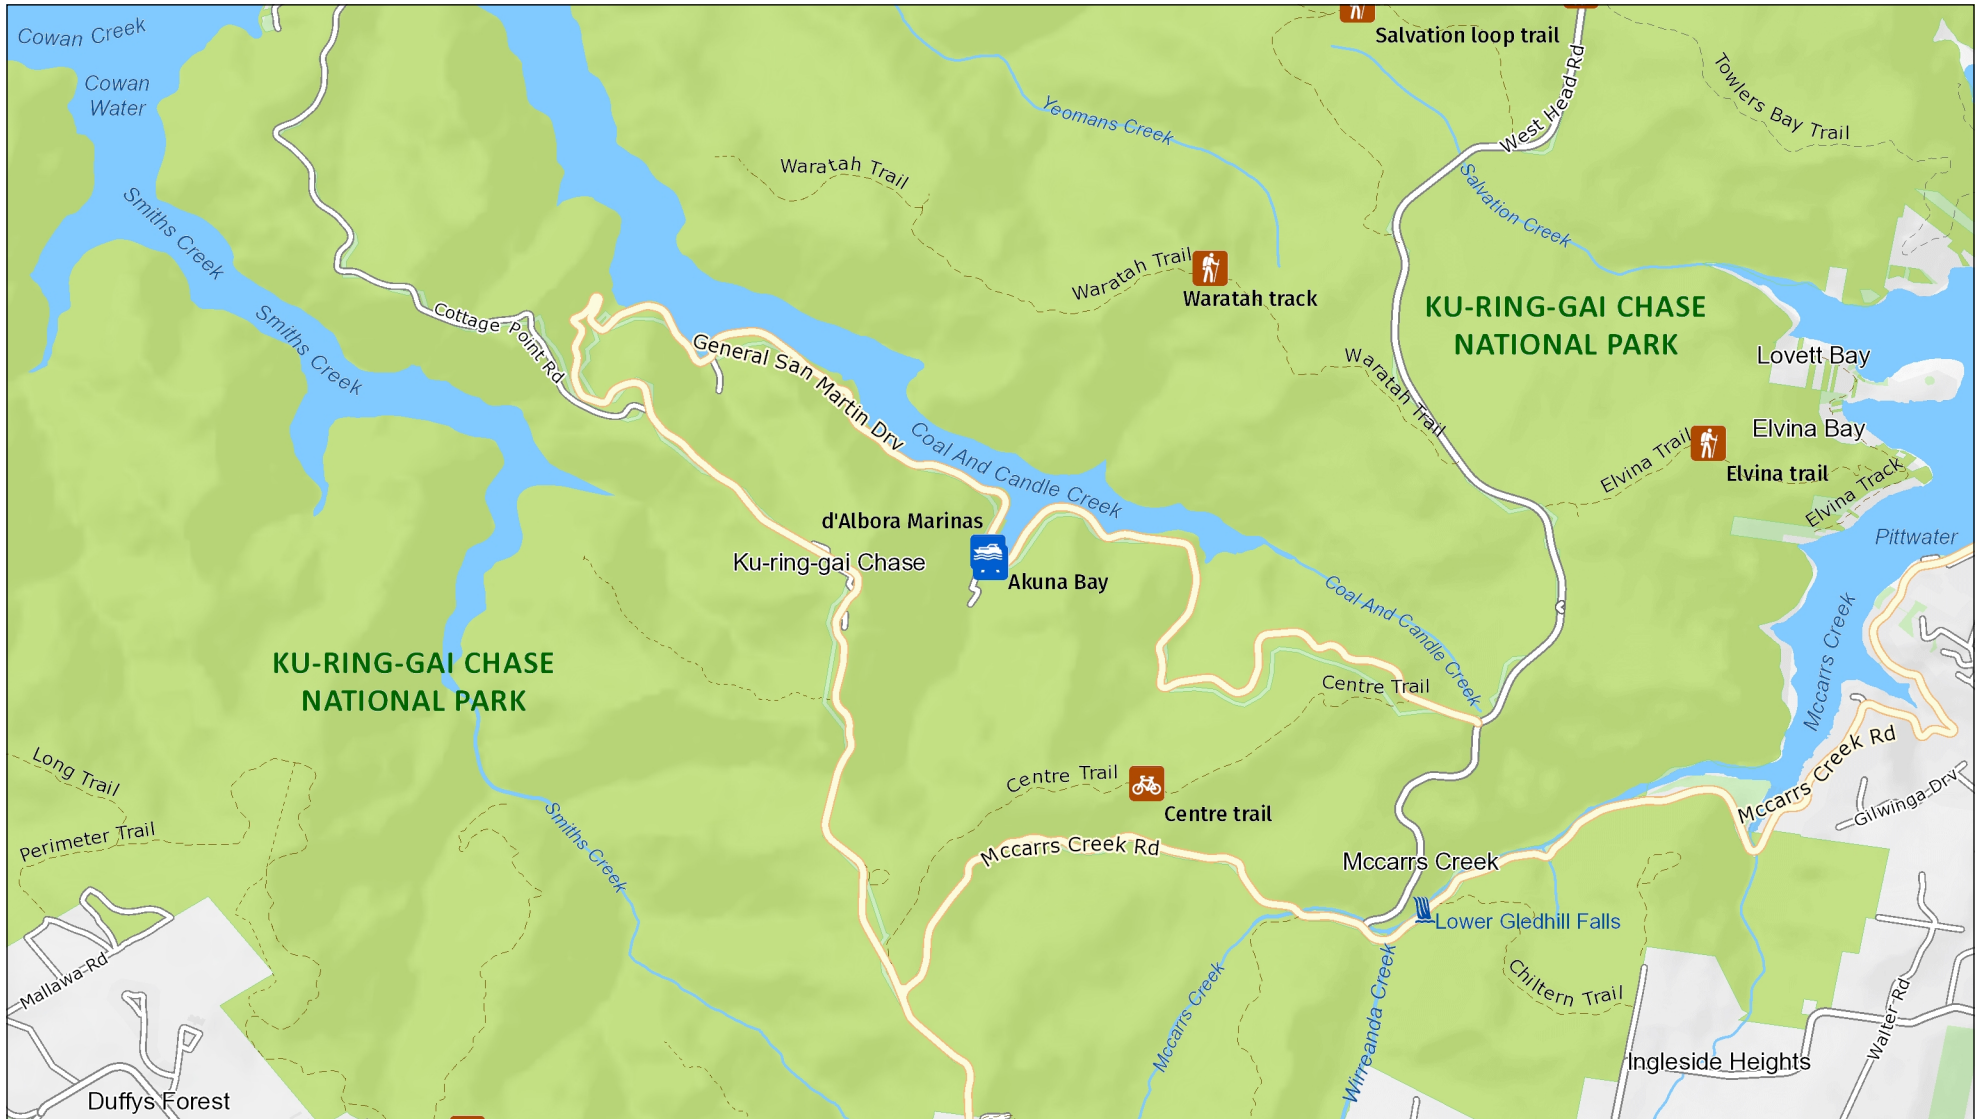 Cowan Creek
Salvation loop trail
Cowan
Water
West Head Rd
Towlers Bay Trail
Yeomans Creek
Waratah Trail
Salvation Creek
Smiths Creek
Waratah Trail
Waratah track
KU-RING-GAI CHASE
NATIONAL PARK
Smiths Creek
Cottage Point Rd
General San Martin Drv
Waratah Trail
Lovett Bay
Elvina Bay
Elvina Trail
Elvina trail
Elvina Track
Coal And Candle Creek
d'Albora Marinas
Pittwater
Ku-ring-gai Chase
Akuna Bay
Coal And Candle Creek
Mccarrs Creek
KU-RING-GAI CHASE
NATIONAL PARK
Centre Trail
Mccarrs Creek Rd
Long Trail
Centre Trail
Centre trail
Gilwinga Drv
Perimeter Trail
Smiths Creek
Mccarrs Creek Rd
Mccarrs Creek
Lower Gledhill Falls
Mallawa Rd
Mccarrs Creek
Wirreanda Creek
Chiltern Trail
Walter Rd
Ingleside Heights
Duffys Forest